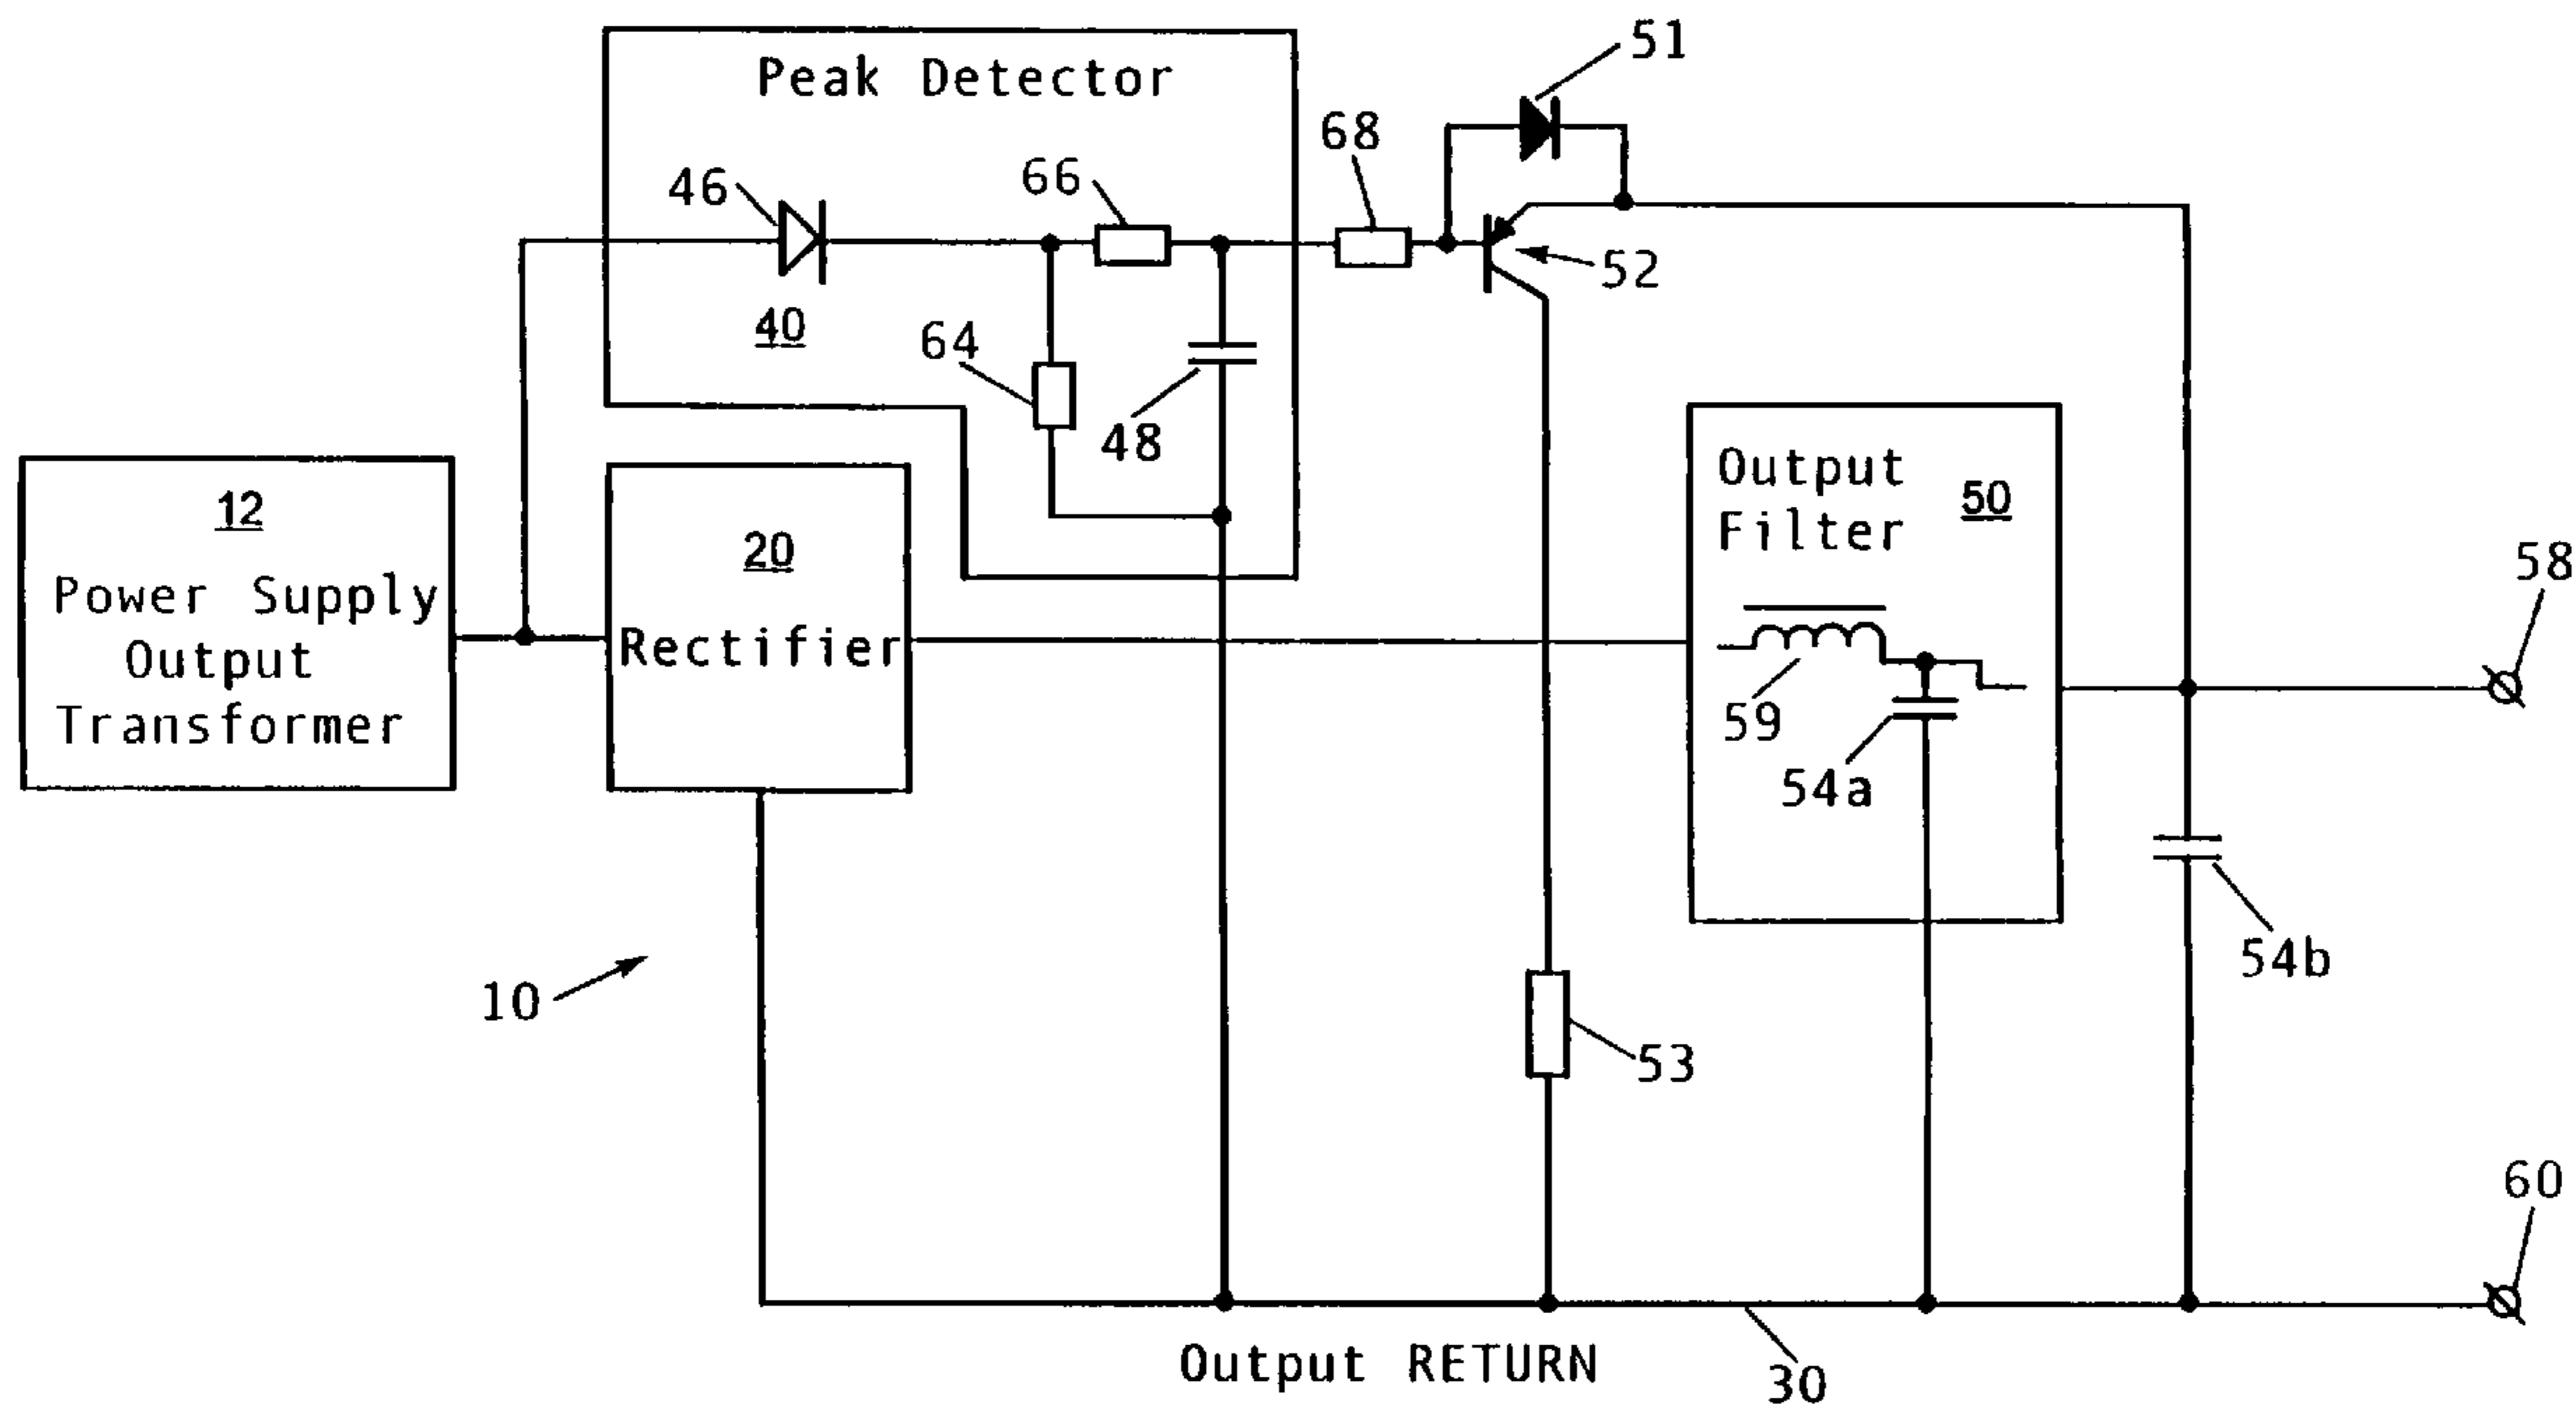 51
Peak Detector
68
46
66
52
40
64
48
12
Power Supply
Output
Transformer
20
Rectifier
Output
Filter
50
58
59
54a
54b
10
53
60
Output RETURN
30